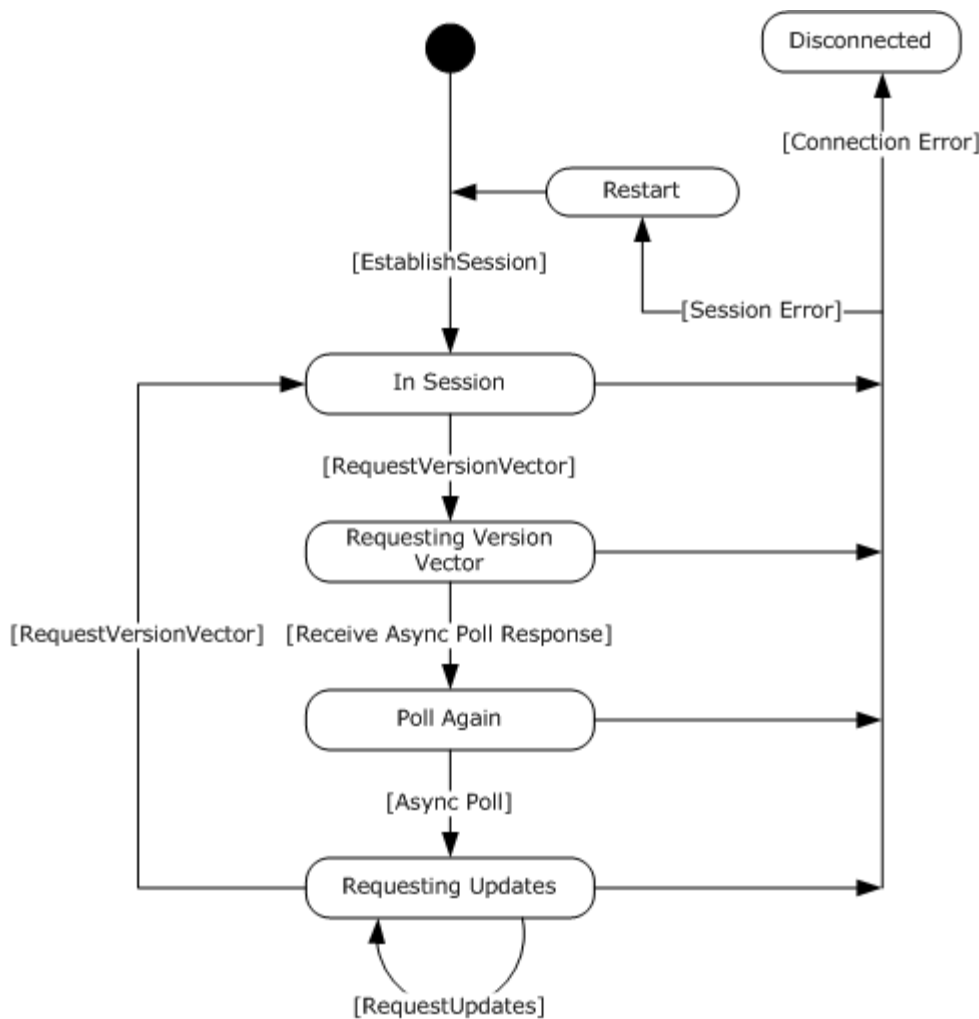 Disconnected
[Connection Error]
Restart
[EstablishSession]
[Session Error]
In Session
[RequestVersionVector]
Requesting Version
Vector
[RequestVersionVector]
[Receive Async Poll Response]
Poll Again
[Async Poll]
Requesting Updates
[RequestUpdates]